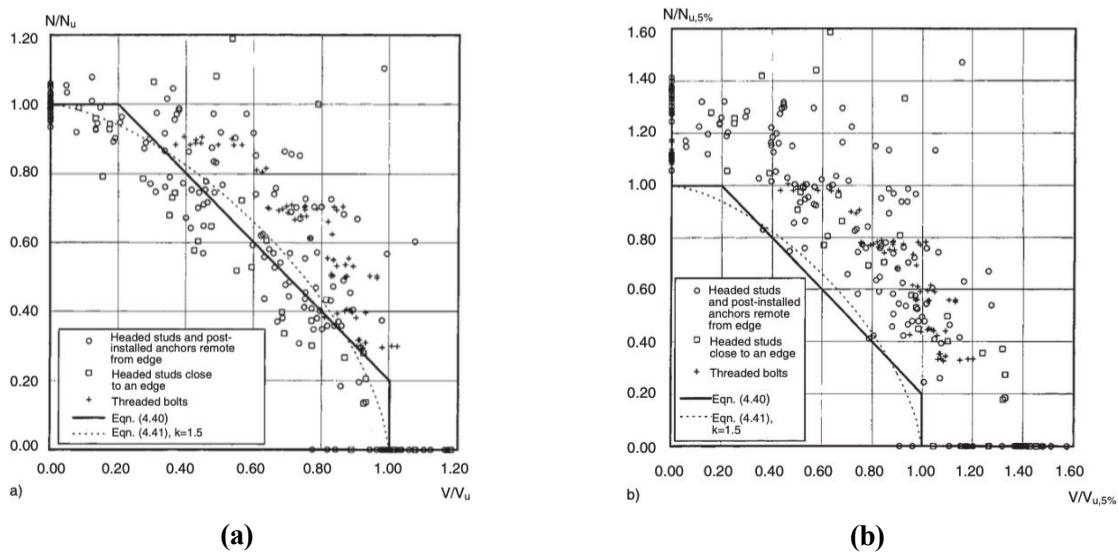 N/Nu
1.20
1.00
0.80
0.60
0.40
0.20
0.00
0.00 0.20 0.40 0.60 0.80 1.00 1.20
V/Vu
Headed studs and post-
installed anchors remote
from edge
Headed studs close
to an edge
Threaded bolts
Eqn. (4.40)
Eqn. (4.41), k=1.5
a)
(a)
N/Nu,5%
1.60
1.40
1.20
1.00
0.80
0.60
0.40
0.20
0.00
0.00 0.20 0.40 0.60 0.80 1.00 1.20 1.40 1.60
V/Vu,5%
Headed studs
and post-installed
anchors remote
from edge
Headed studs
close to an edge
Threaded bolts
Eqn. (4.40)
Eqn. (4.41),
k=1.5
b)
(b)